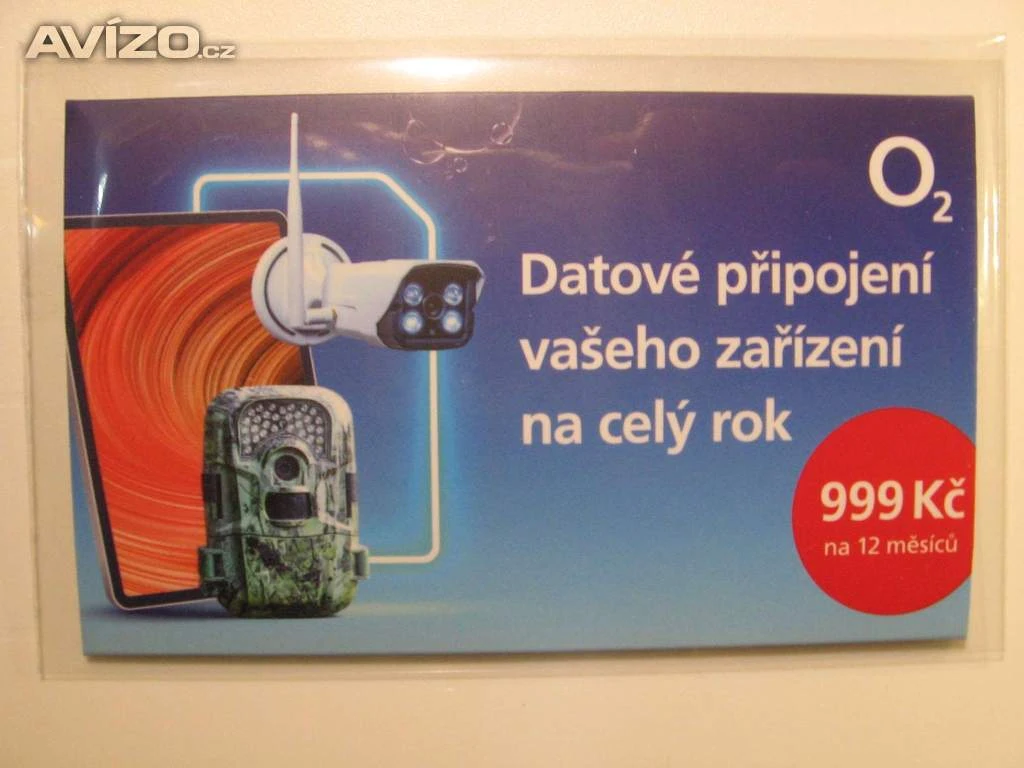 AVÍZO.cz
O2
Datové připojení
vašeho zařízení
na celý rok
999 Kč
na 12 měsíců